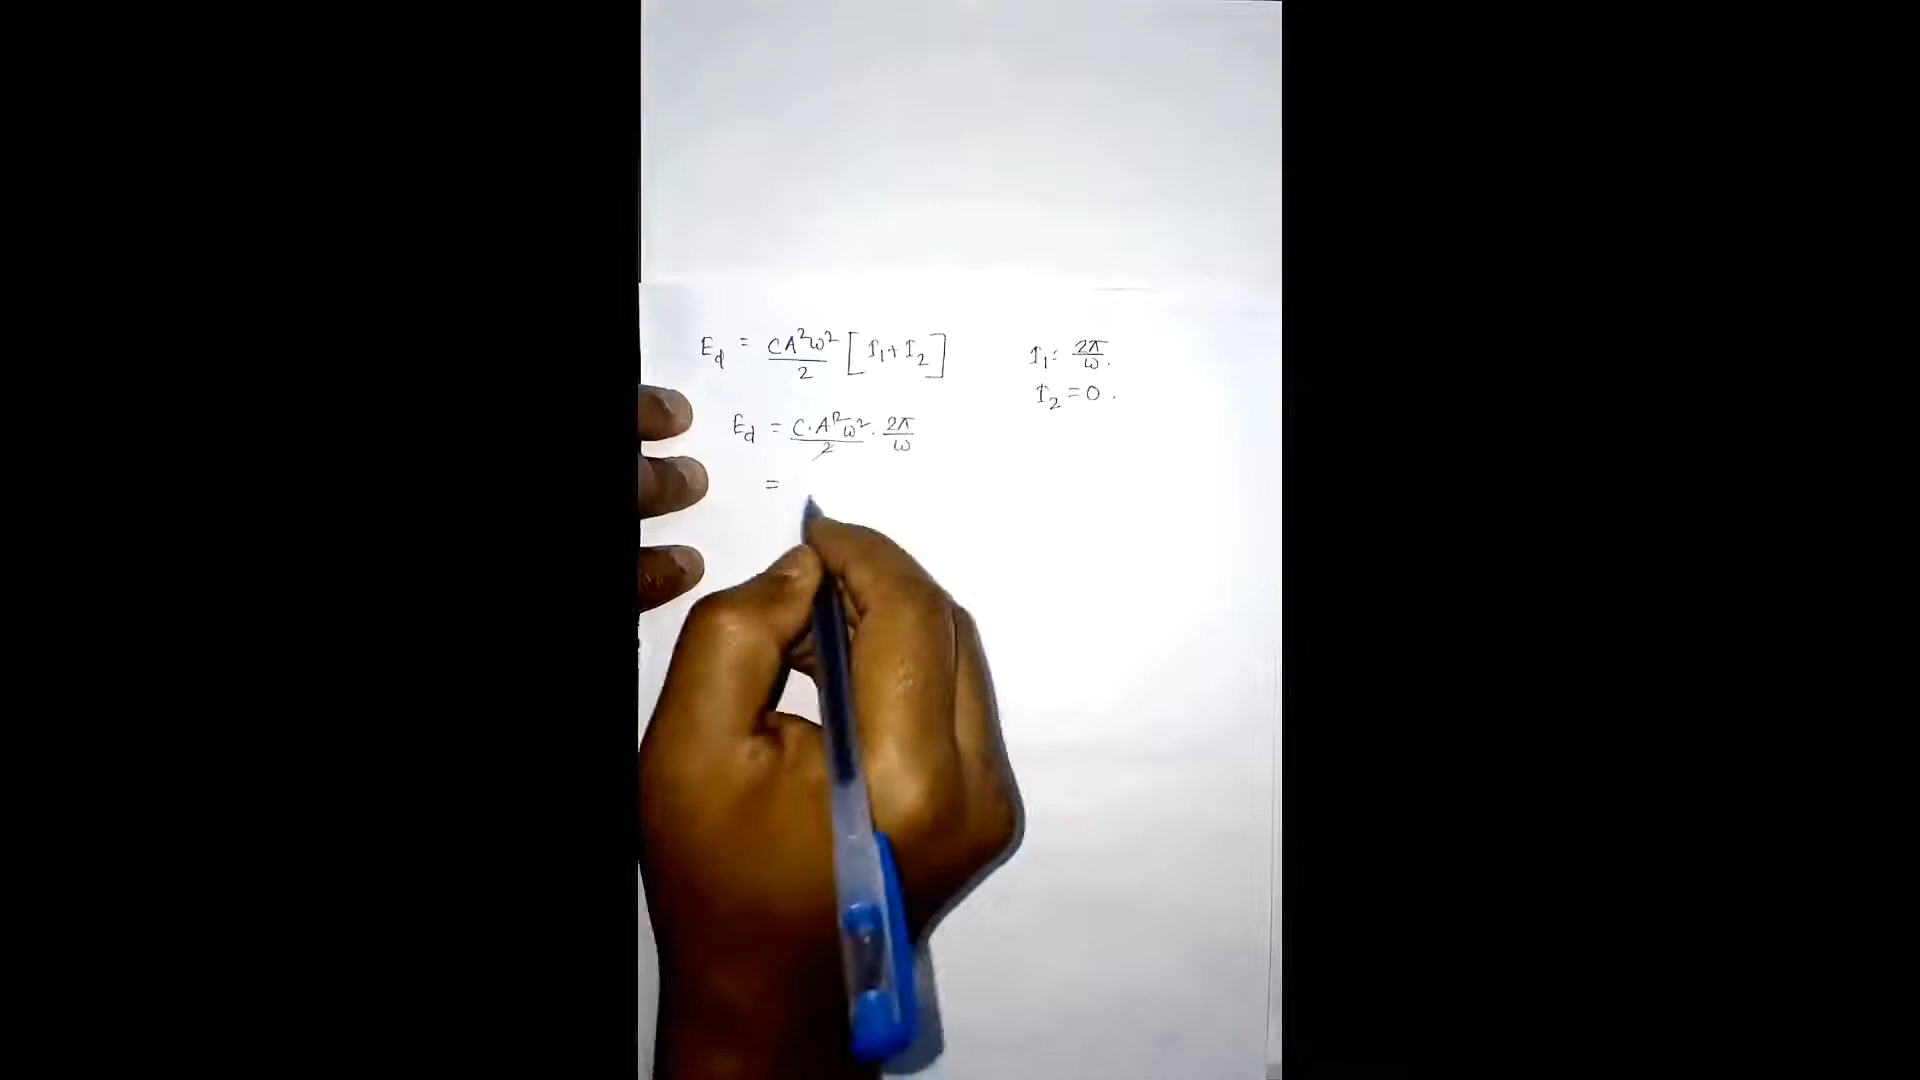 E_d = CA²ω²/2 [I₁+I₂]
I₁ = 2π/ω.
I₂ = 0.
E_d = C·A²ω²/2 · 2π/ω
=